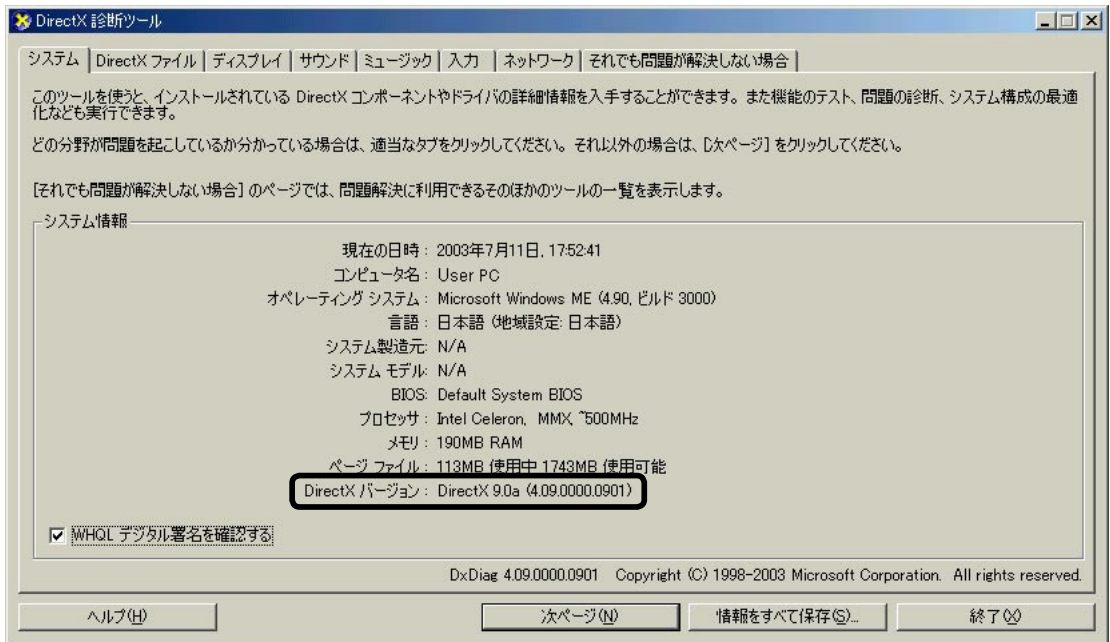 DirectX 診断ツール
システム DirectX ファイル ディスプレイ サウンド ミュージック 入力 ネットワーク それでも問題が解決しない場合
このツールを使うと、インストールされている DirectX コンポーネントやドライバの詳細情報を入手することができます。また機能のテスト、問題の診断、システム構成の最適
化なども実行できます。
どの分野が問題を起こしているか分かっている場合は、適当なタブをクリックしてください。それ以外の場合は、[次ページ] をクリックしてください。
[それでも問題が解決しない場合] のページでは、問題解決に利用できるそのほかのツールの一覧を表示します。
システム情報
現在の日時 : 2003年7月11日, 17:52:41
コンピュータ名 : User PC
オペレーティング システム : Microsoft Windows ME (4.90, ビルド 3000)
言語 : 日本語 (地域設定: 日本語)
システム製造元: N/A
システム モデル: N/A
BIOS: Default System BIOS
プロセッサ : Intel Celeron, MMX, ~500MHz
メモリ : 190MB RAM
ページ ファイル : 113MB 使用中 1743MB 使用可能
DirectX バージョン : DirectX 9.0a (4.09.0000.0901)
WHQL デジタル署名を確認する
DxDiag 4.09.0000.0901 Copyright (C) 1998-2003 Microsoft Corporation. All rights reserved.
ヘルプ(H) 次ページ(N) 情報をすべて保存(S)... 終了(X)